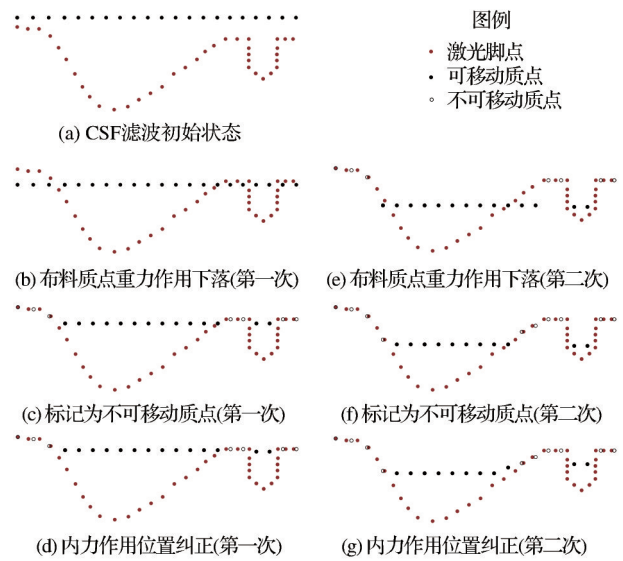 图例
激光脚点
可移动质点
不可移动质点
(a) CSF滤波初始状态
(b) 布料质点重力作用下落(第一次)
(e) 布料质点重力作用下落(第二次)
(c) 标记为不可移动质点(第一次)
(f) 标记为不可移动质点(第二次)
(d) 内力作用位置纠正(第一次)
(g) 内力作用位置纠正(第二次)